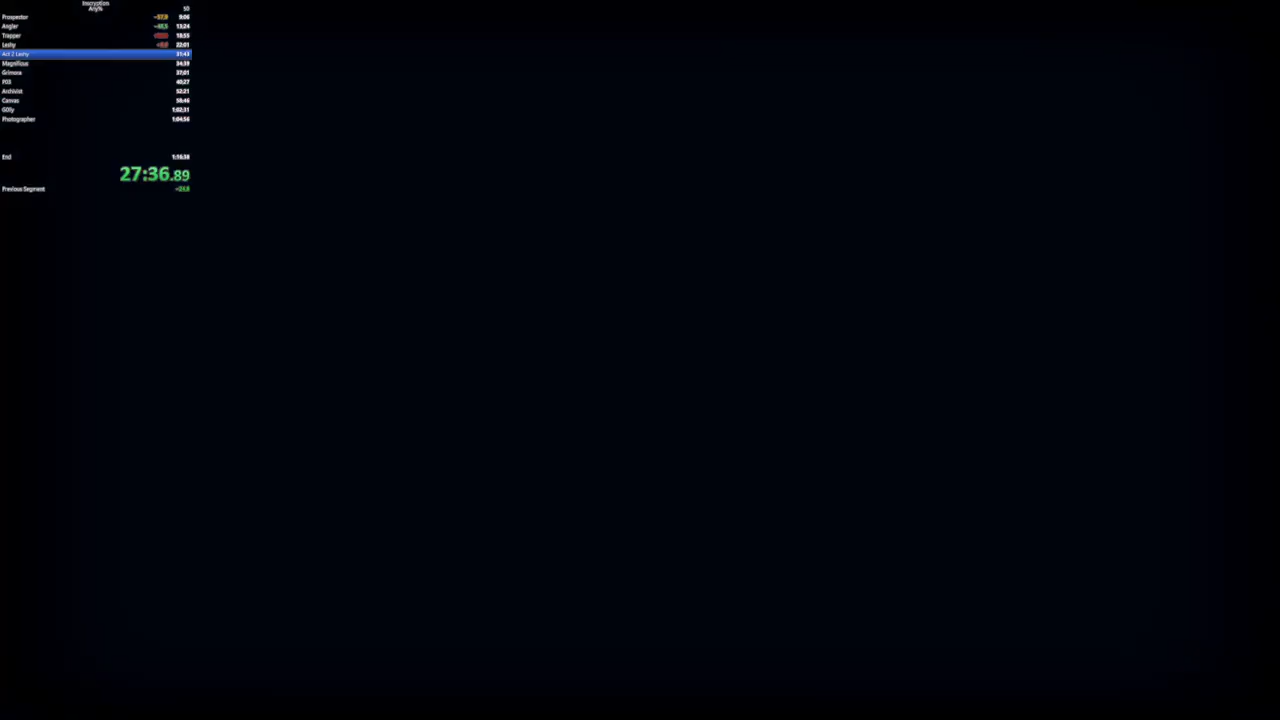 Inscryption
Any%
50
Prospector 9:06
Angler 13:24
Trapper 18:55
Leshy 22:01
Act 2 Leshy 31:43
Magnificus 34:39
Grimora 37:01
P03 40:27
Archivist 52:21
Canvas 58:46
G0lly 1:02:31
Photographer 1:04:56
End 1:16:38
27:36.89
Previous Segment